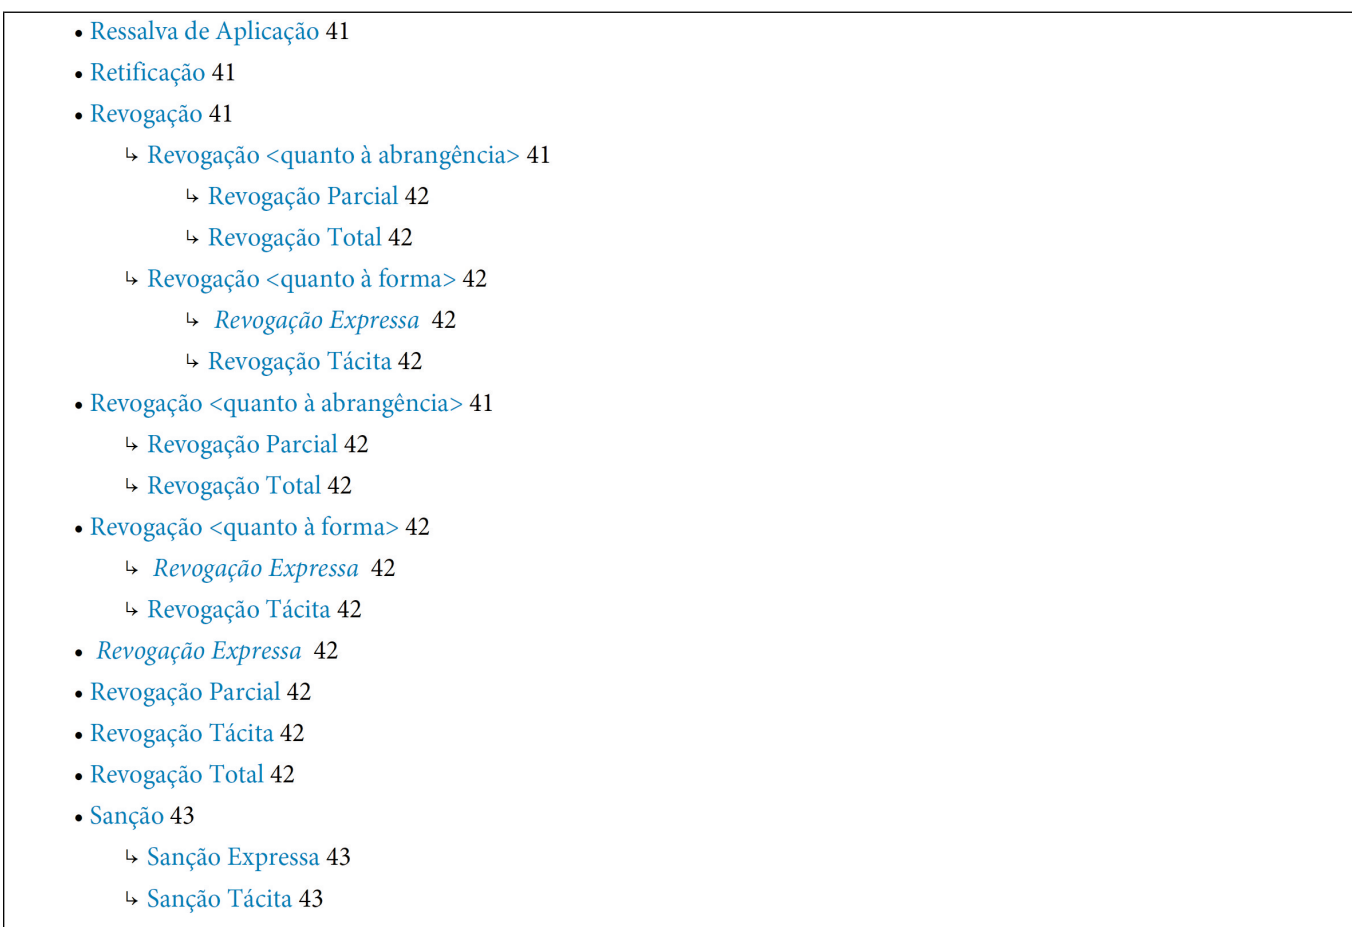 • Ressalva de Aplicação 41
• Retificação 41
• Revogação 41
↳ Revogação <quanto à abrangência> 41
↳ Revogação Parcial 42
↳ Revogação Total 42
↳ Revogação <quanto à forma> 42
↳ Revogação Expressa 42
↳ Revogação Tácita 42
• Revogação <quanto à abrangência> 41
↳ Revogação Parcial 42
↳ Revogação Total 42
• Revogação <quanto à forma> 42
↳ Revogação Expressa 42
↳ Revogação Tácita 42
• Revogação Expressa 42
• Revogação Parcial 42
• Revogação Tácita 42
• Revogação Total 42
• Sanção 43
↳ Sanção Expressa 43
↳ Sanção Tácita 43